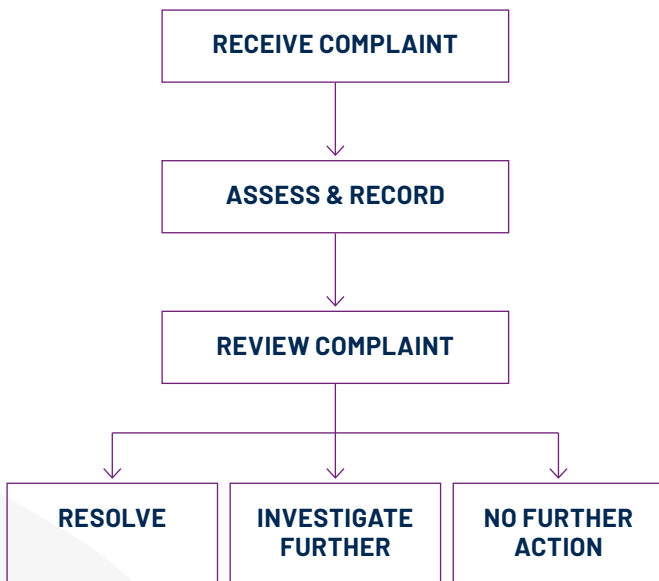 RECEIVE COMPLAINT
ASSESS & RECORD
REVIEW COMPLAINT
RESOLVE
INVESTIGATE
FURTHER
NO FURTHER
ACTION